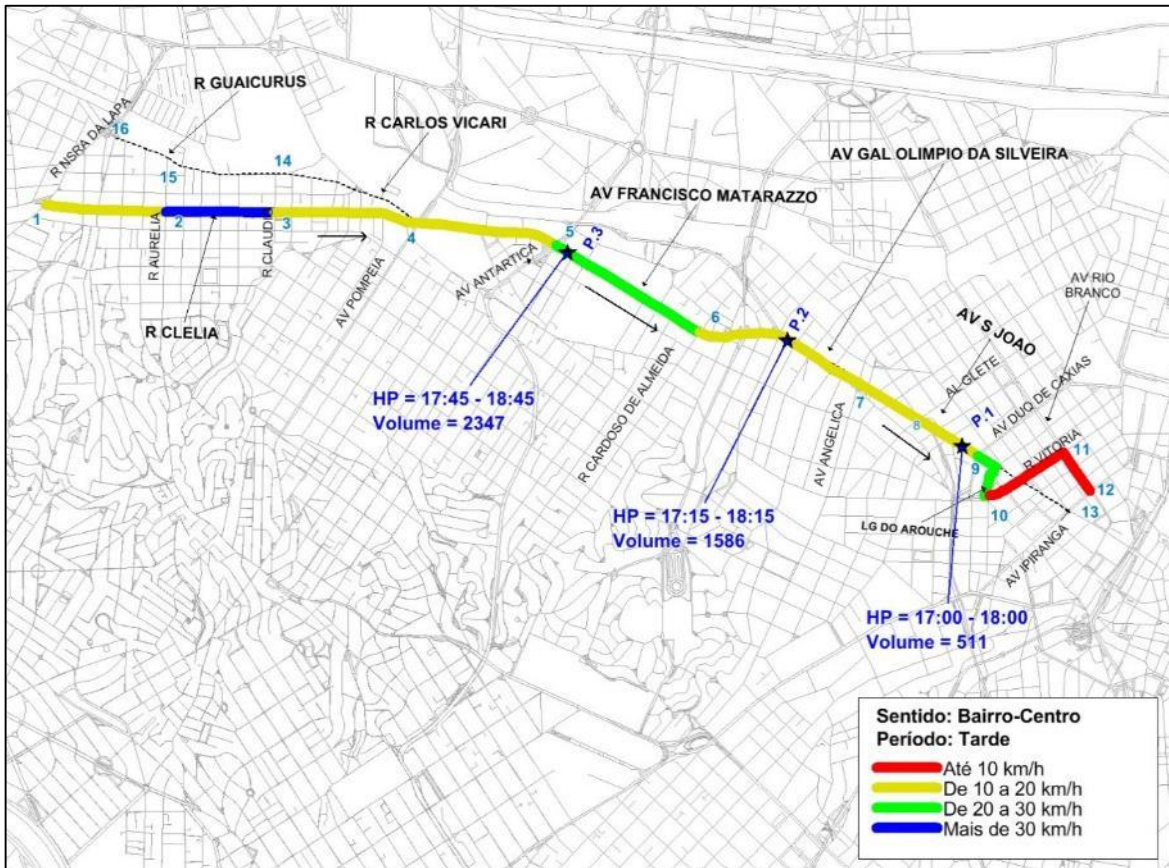 R GUAICURUS
R NSRA DA LAPA
16
R CARLOS VICARI
15
14
AV GAL OLIMPIO DA SILVEIRA
AV FRANCISCO MATARAZZO
1
2
3
4
5
P.3
R AURELIA
R CLAUDI
AV POMPEIA
AV ANTARTICA
R CLELIA
6
P.2
AV RIO
BRANCO
AV S JOAO
AL GLETE
AV DUQ DE CAXIAS
R CARDOSO DE ALMEIDA
AV ANGELICA
7
8
P.1
9
R VITORIA
11
12
10
13
LG DO AROUCHE
AV IPIRANGA
HP = 17:45 - 18:45
Volume = 2347
HP = 17:15 - 18:15
Volume = 1586
HP = 17:00 - 18:00
Volume = 511
Sentido: Bairro-Centro
Período: Tarde
Até 10 km/h
De 10 a 20 km/h
De 20 a 30 km/h
Mais de 30 km/h